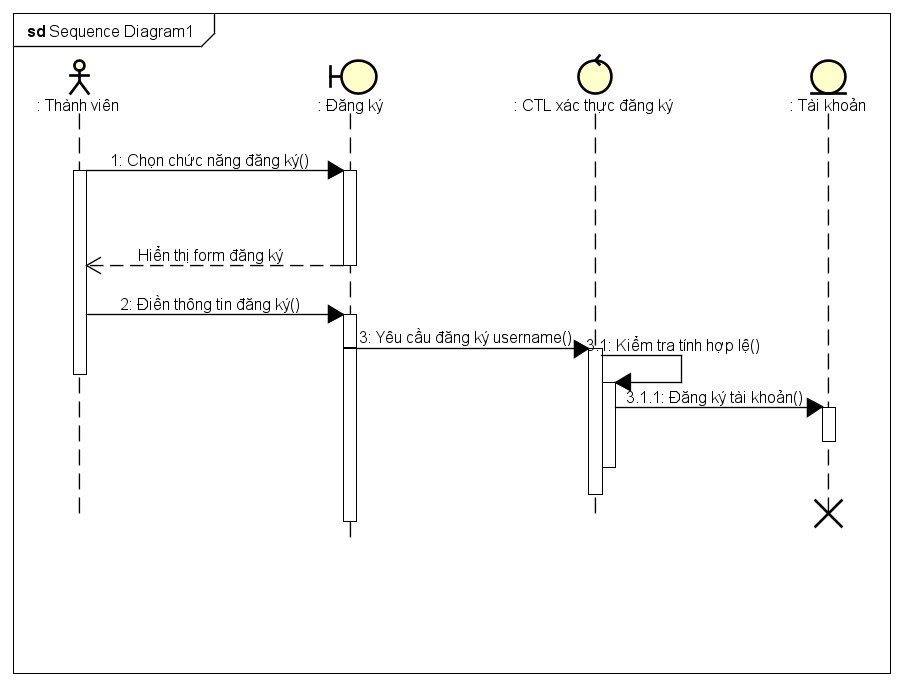 sd Sequence Diagram1
: Thành viên
: Đăng ký
: CTL xác thực đăng ký
: Tài khoản
1: Chọn chức năng đăng ký()
Hiển thị form đăng ký
2: Điền thông tin đăng ký()
3: Yêu cầu đăng ký username()
3.1: Kiểm tra tính hợp lệ()
3.1.1: Đăng ký tài khoản()